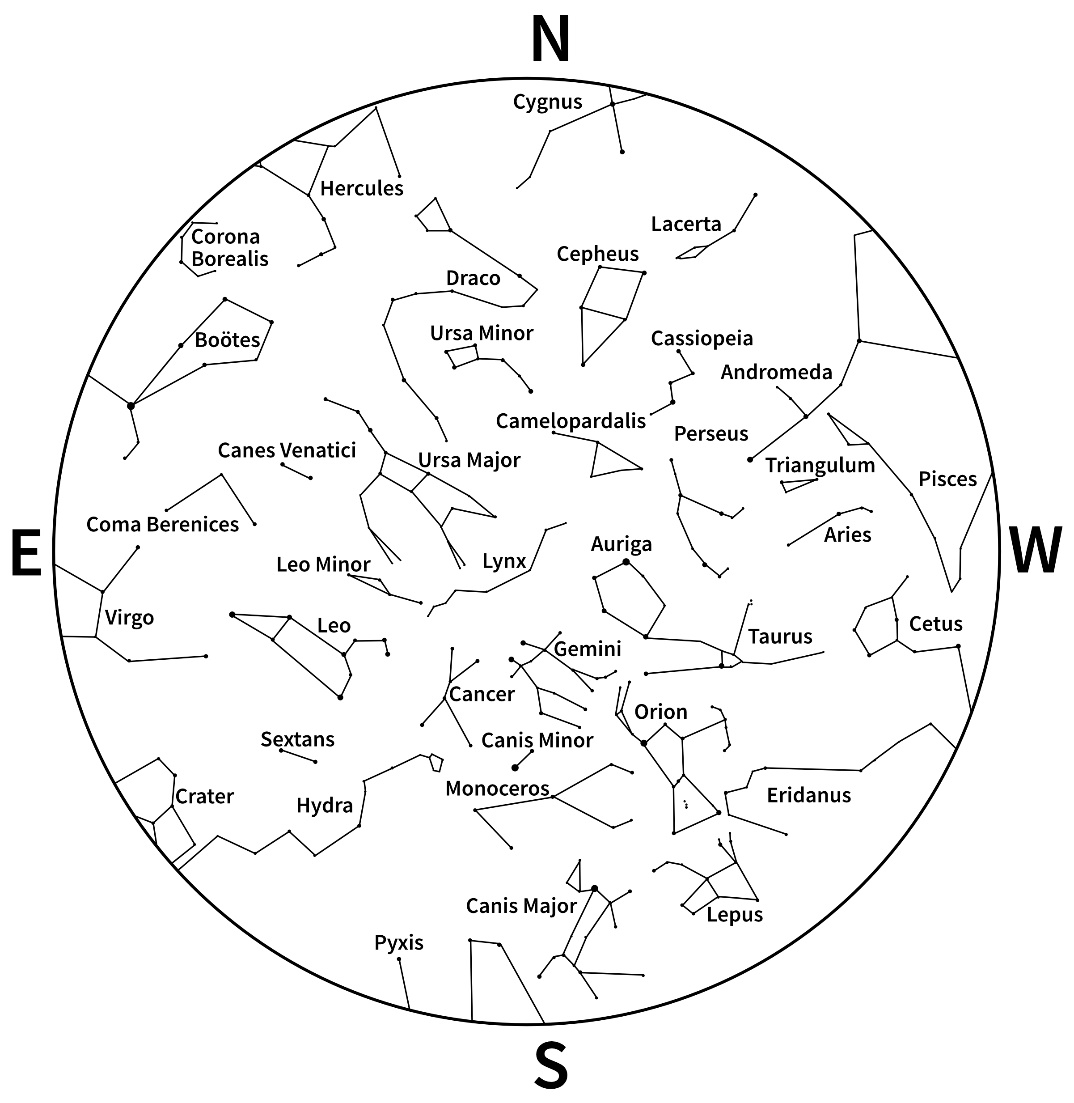 N
Cygnus
Hercules
Lacerta
Corona
Borealis
Cepheus
Draco
Ursa Minor
Boötes
Cassiopeia
Andromeda
Camelopardalis
Perseus
Canes Venatici
Ursa Major
Triangulum
Pisces
Coma Berenices
Aries
Auriga
E
W
Leo Minor
Lynx
Virgo
Leo
Cetus
Taurus
Gemini
Cancer
Orion
Sextans
Canis Minor
Monoceros
Crater
Hydra
Eridanus
Canis Major
Lepus
Pyxis
S